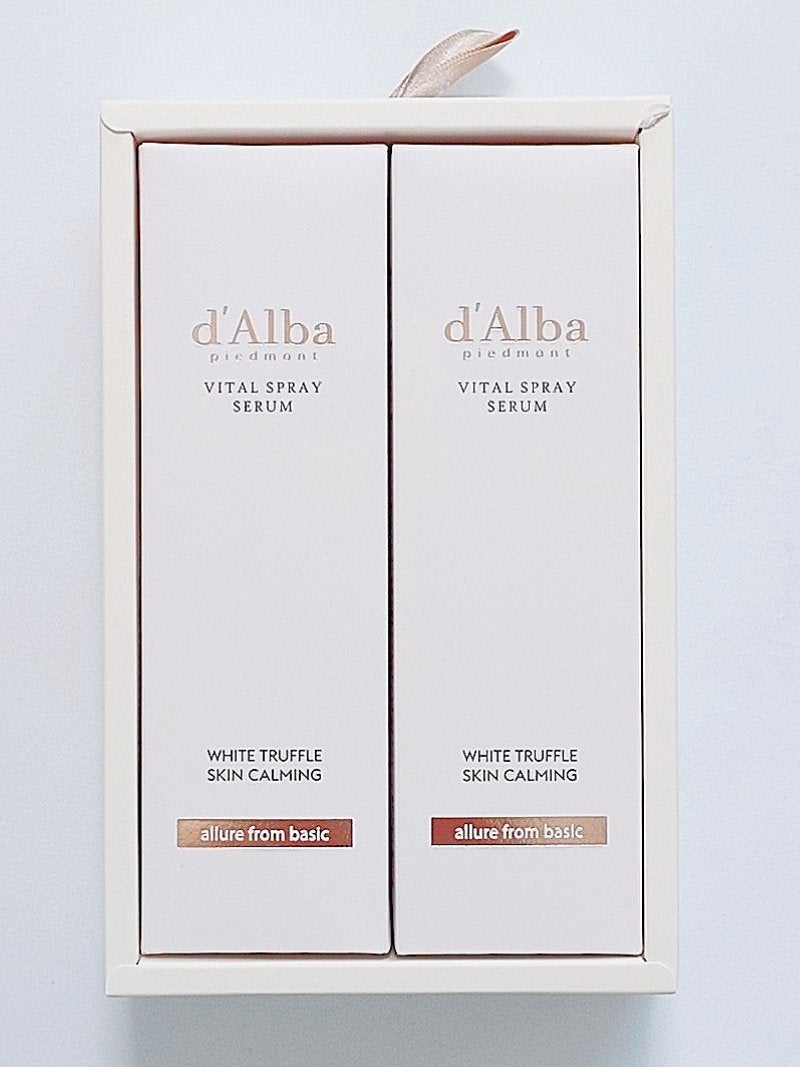 d'Alba
piedmont
VITAL SPRAY
SERUM
WHITE TRUFFLE
SKIN CALMING
allure from basic
d'Alba
piedmont
VITAL SPRAY
SERUM
WHITE TRUFFLE
SKIN CALMING
allure from basic